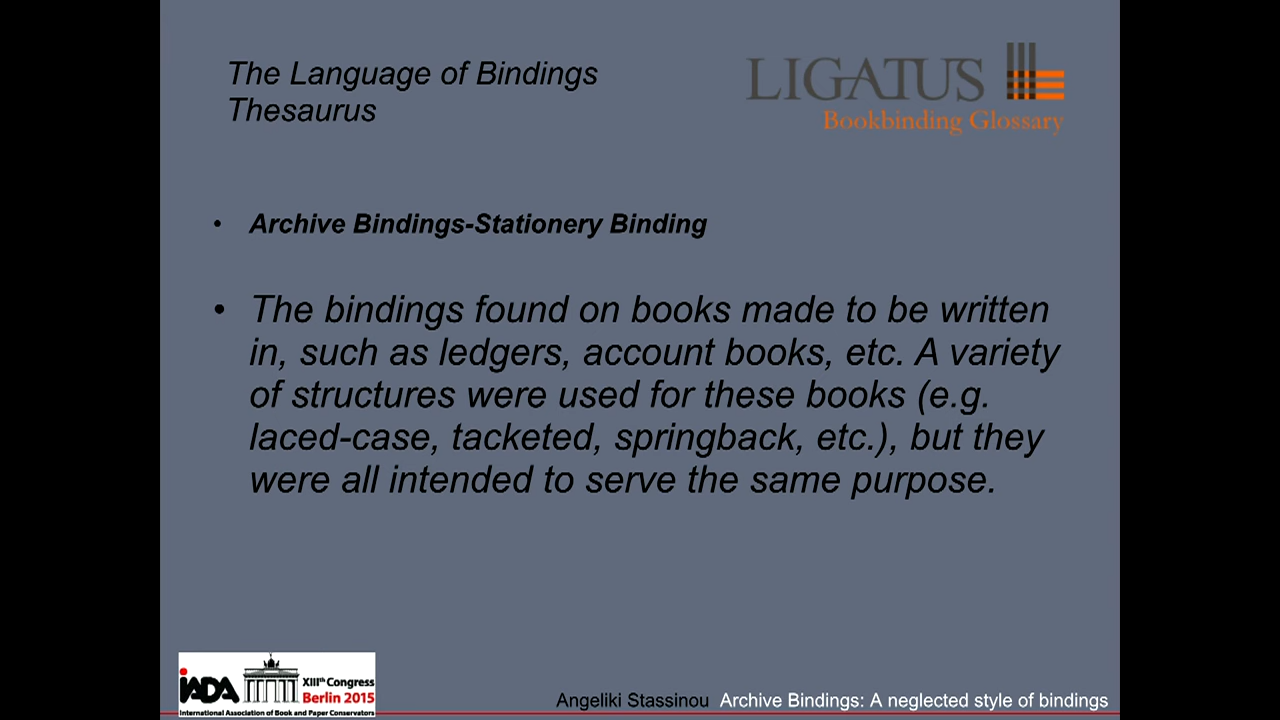 The Language of Bindings
Thesaurus
LIGATUS
Bookbinding Glossary
• Archive Bindings-Stationery Binding
• The bindings found on books made to be written
in, such as ledgers, account books, etc. A variety
of structures were used for these books (e.g.
laced-case, tacketed, springback, etc.), but they
were all intended to serve the same purpose.
iADA
XIIIth Congress
Berlin 2015
International Association of Book and Paper Conservators
Angeliki Stassinou Archive Bindings: A neglected style of bindings